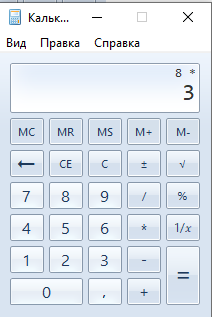 Кальк...
Вид Правка Справка
8 *
3
MC MR MS M+ M-
← CE C ± √
7 8 9 / %
4 5 6 * 1/x
1 2 3 - =
0 , +